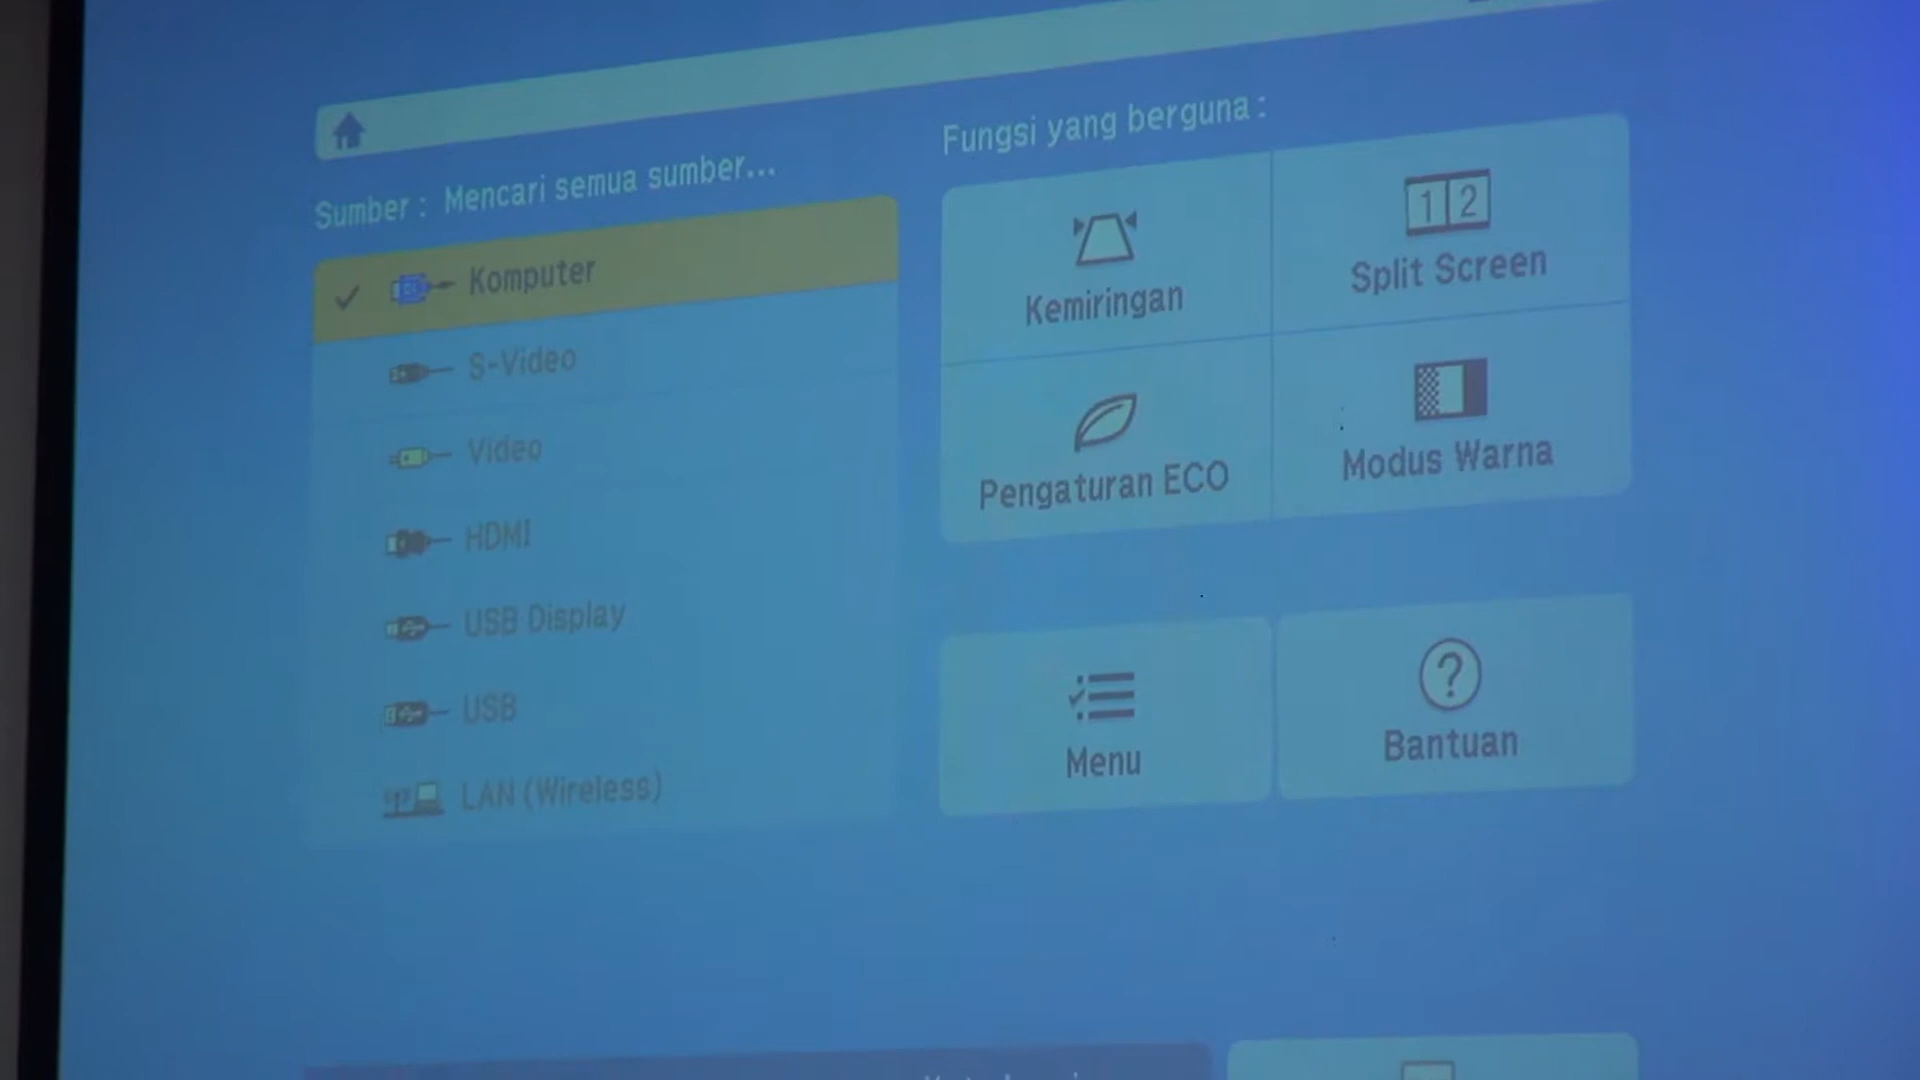 Sumber : Mencari semua sumber...
Komputer
S-Video
Video
HDMI
USB Display
USB
LAN (Wireless)
Fungsi yang berguna :
Kemiringan
1 2
Split Screen
Pengaturan ECO
Modus Warna
Menu
?
Bantuan